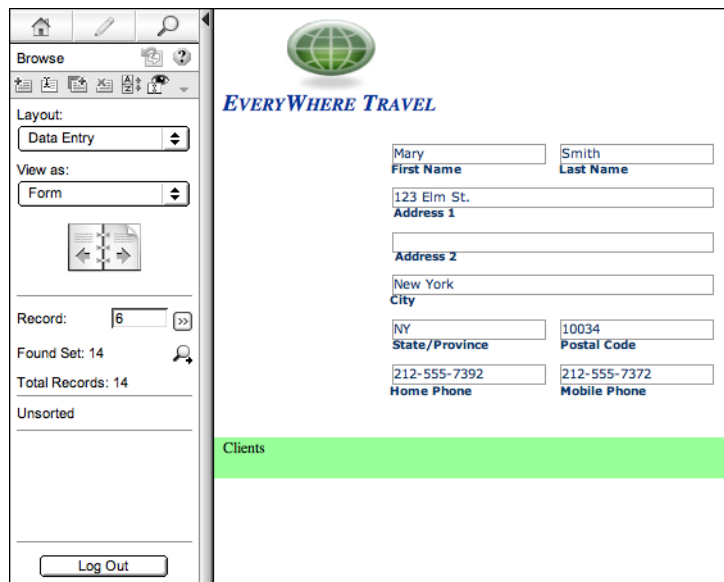 Browse
Layout:
Data Entry
View as:
Form
Record: 6
Found Set: 14
Total Records: 14
Unsorted
Log Out
EveryWhere Travel
Mary Smith
First Name Last Name
123 Elm St.
Address 1
Address 2
New York
City
NY 10034
State/Province Postal Code
212-555-7392 212-555-7372
Home Phone Mobile Phone
Clients